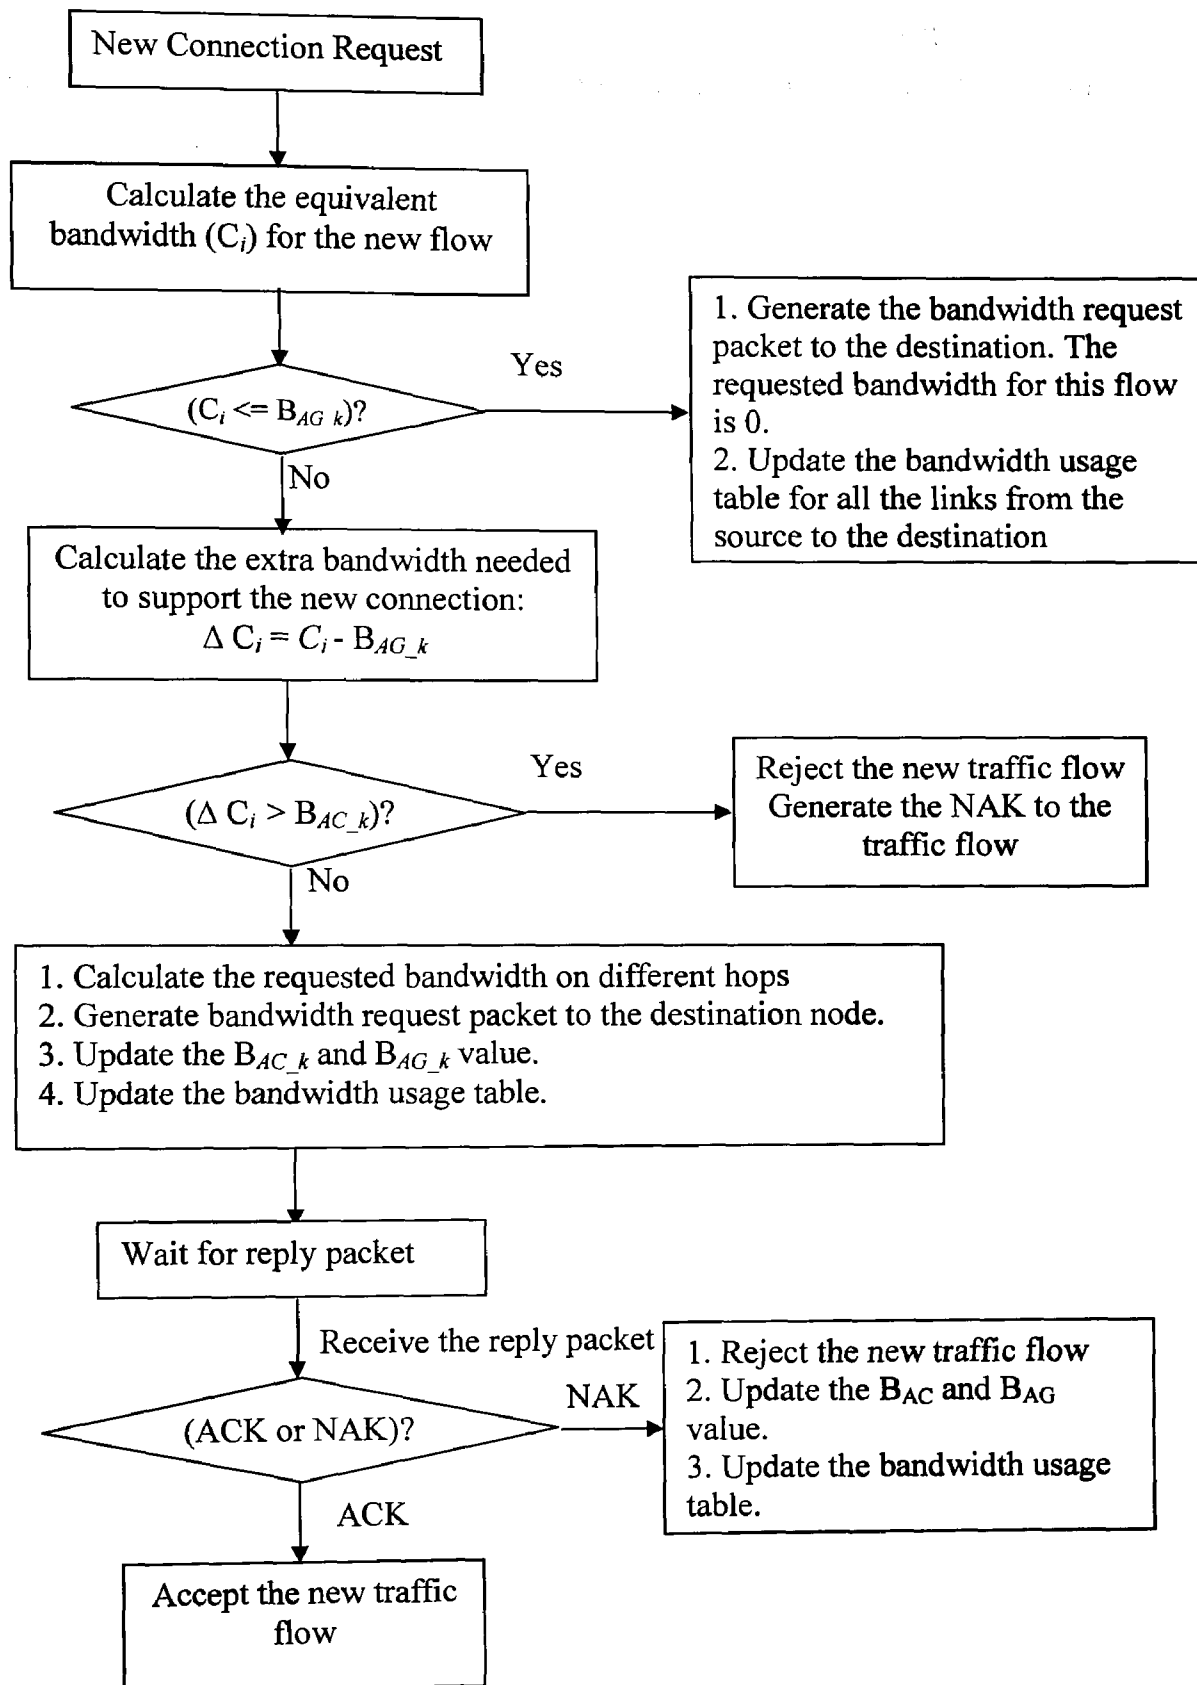 New Connection Request
Calculate the equivalent
bandwidth (Cᵢ) for the new flow
(Cᵢ <= B_AG k)?
Yes
1. Generate the bandwidth request
packet to the destination. The
requested bandwidth for this flow
is 0.
2. Update the bandwidth usage
table for all the links from the
source to the destination
No
Calculate the extra bandwidth needed
to support the new connection:
Δ Cᵢ = Cᵢ - B_AG_k
(Δ Cᵢ > B_AC_k)?
Yes
Reject the new traffic flow
Generate the NAK to the
traffic flow
No
1. Calculate the requested bandwidth on different hops
2. Generate bandwidth request packet to the destination node.
3. Update the B_AC_k and B_AG_k value.
4. Update the bandwidth usage table.
Wait for reply packet
Receive the reply packet
(ACK or NAK)?
NAK
1. Reject the new traffic flow
2. Update the B_AC and B_AG
value.
3. Update the bandwidth usage
table.
ACK
Accept the new traffic
flow